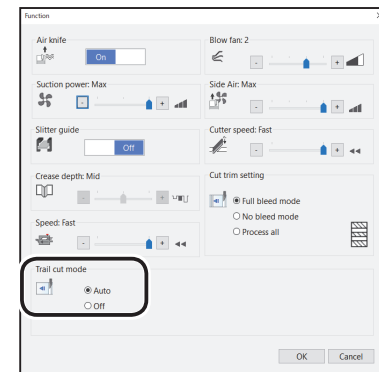 Function
Air knife
On
Blow fan: 2
- +
Suction power: Max
- +
Side Air: Max
- +
Slitter guide
Off
Cutter speed: Fast
- +
Crease depth: Mid
- +
Cut trim setting
Full bleed mode
No bleed mode
Process all
Speed: Fast
- +
Trail cut mode
Auto
Off
OK Cancel